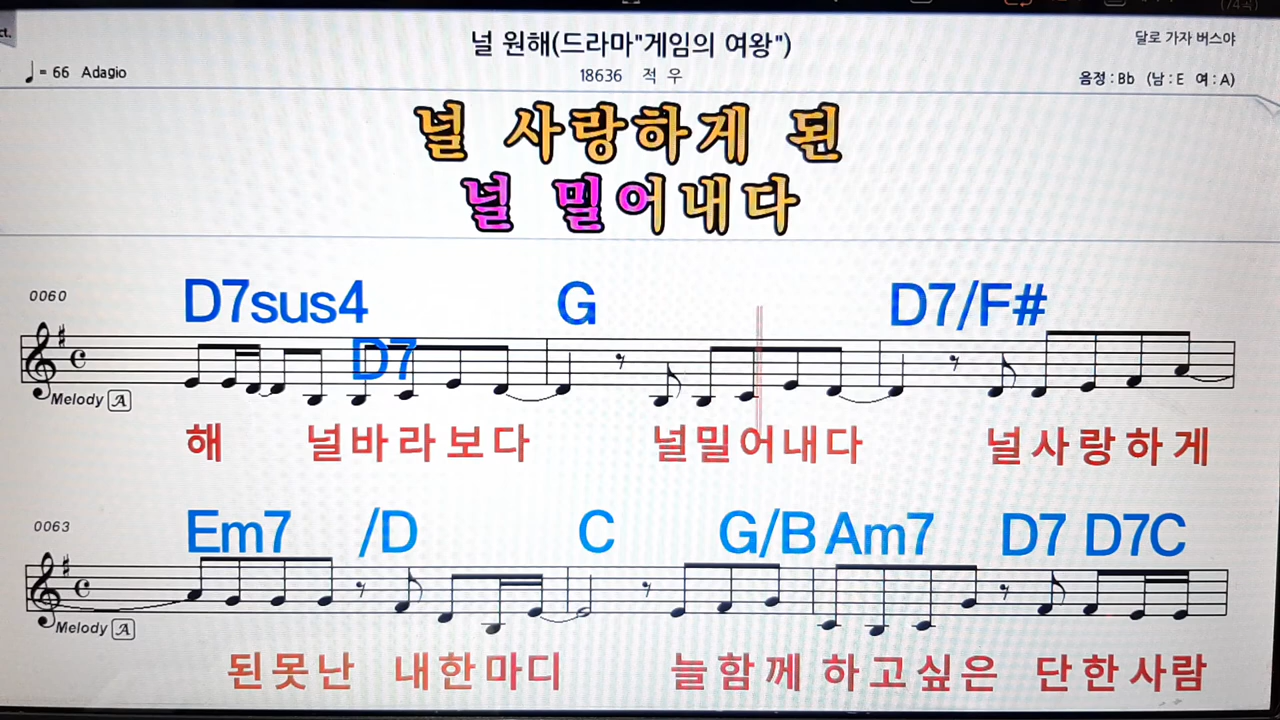 ct.
널 원해(드라마"게임의 여왕")
달로 가자 버스야
♩= 66 Adagio
18636 적 우
음정 : Bb (남 : E 여 : A)
널 사랑하게 된
널 밀어내다
0060
D7sus4 D7 G D7/F#
Melody A
해 널바라보다 널밀어내다 널사랑하게
0063
Em7 /D C G/B Am7 D7 D7C
Melody A
된못난 내한마디 늘함께 하고싶은 단한사람